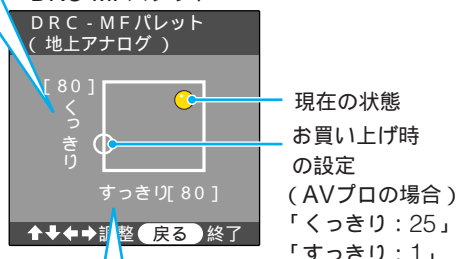 DRC-MFパレット
(地上アナログ)
[80]
くっきり
すっきり[80]
調整 戻る 終了
現在の状態
お買い上げ時
の設定
(AVプロの場合)
「くっきり：25」
「すっきり：1」